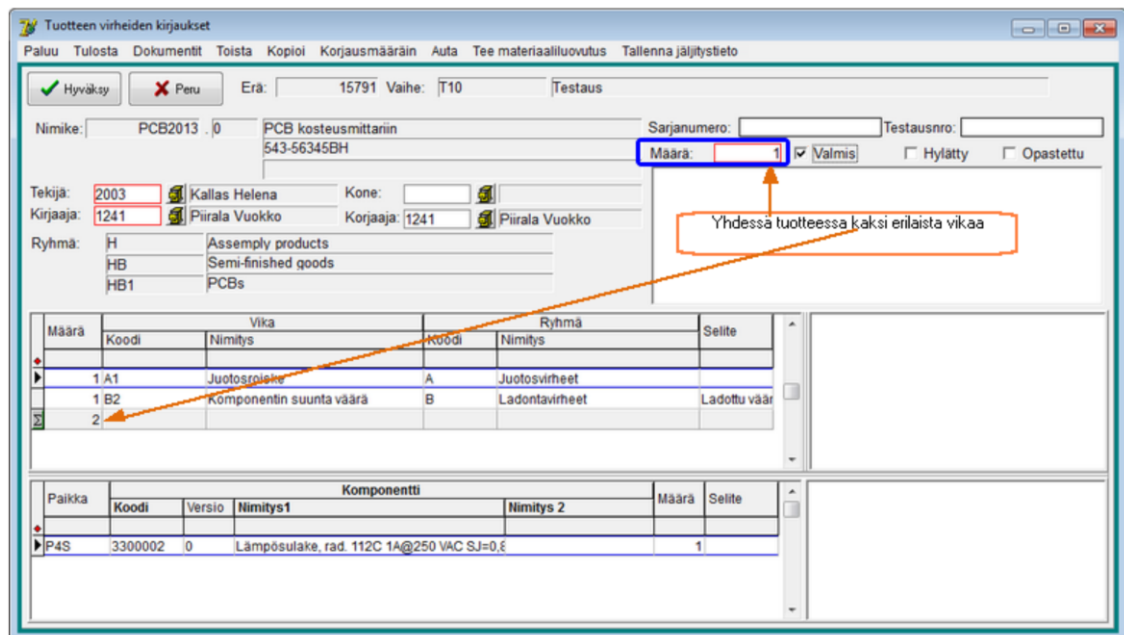 Tuotteen virheiden kirjaukset
Paluu Tulosta Dokumentit Toista Kopioi Korjausmääräin Auta Tee materiaaliluovutus Tallenna jäljitystieto
Hyväksy Peru Erä: 15791 Vaihe: T10 Testaus
Nimike: PCB2013 . 0 PCB kosteusmittariin Sarjanumero: Testausnro:
543-56345BH Määrä: 1 Valmis Hylätty Opastettu
Tekijä: 2003 Kallas Helena Kone:
Kirjaaja: 1241 Piirala Vuokko Korjaaja: 1241 Piirala Vuokko
Yhdessä tuotteessa kaksi erilaista vikaa
Ryhmä: H Assemply products
HB Semi-finished goods
HB1 PCBs
Määrä Vika Ryhmä Selite
Koodi Nimitys Koodi Nimitys
1 A1 Juotosroiske A Juotosvirheet
1 B2 Komponentin suunta väärä B Ladontavirheet Ladottu väär
Σ 2
Paikka Komponentti Määrä Selite
Koodi Versio Nimitys1 Nimitys 2
P4S 3300002 0 Lämpösulake, rad. 112C 1A@250 VAC SJ=0,8 1